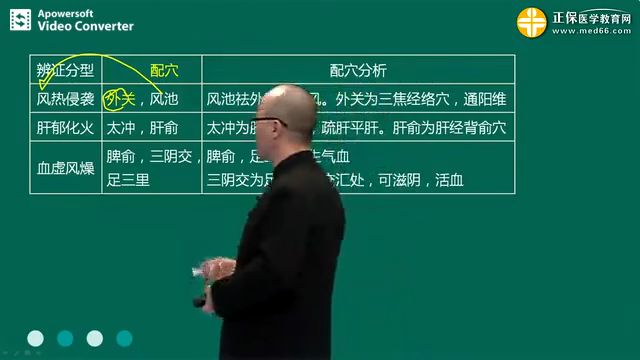 Apowersoft
Video Converter
正保医学教育网
www.med66.com
辨证分型 配穴 配穴分析
风热侵袭 外关，风池 风池祛外 。外关为三焦经络穴，通阳维
肝郁化火 太冲，肝俞 太冲为 疏肝平肝。肝俞为肝经背俞穴
血虚风燥 脾俞，三阴交， 脾俞，足 生气血
足三里 三阴交为足 交汇处，可滋阴，活血